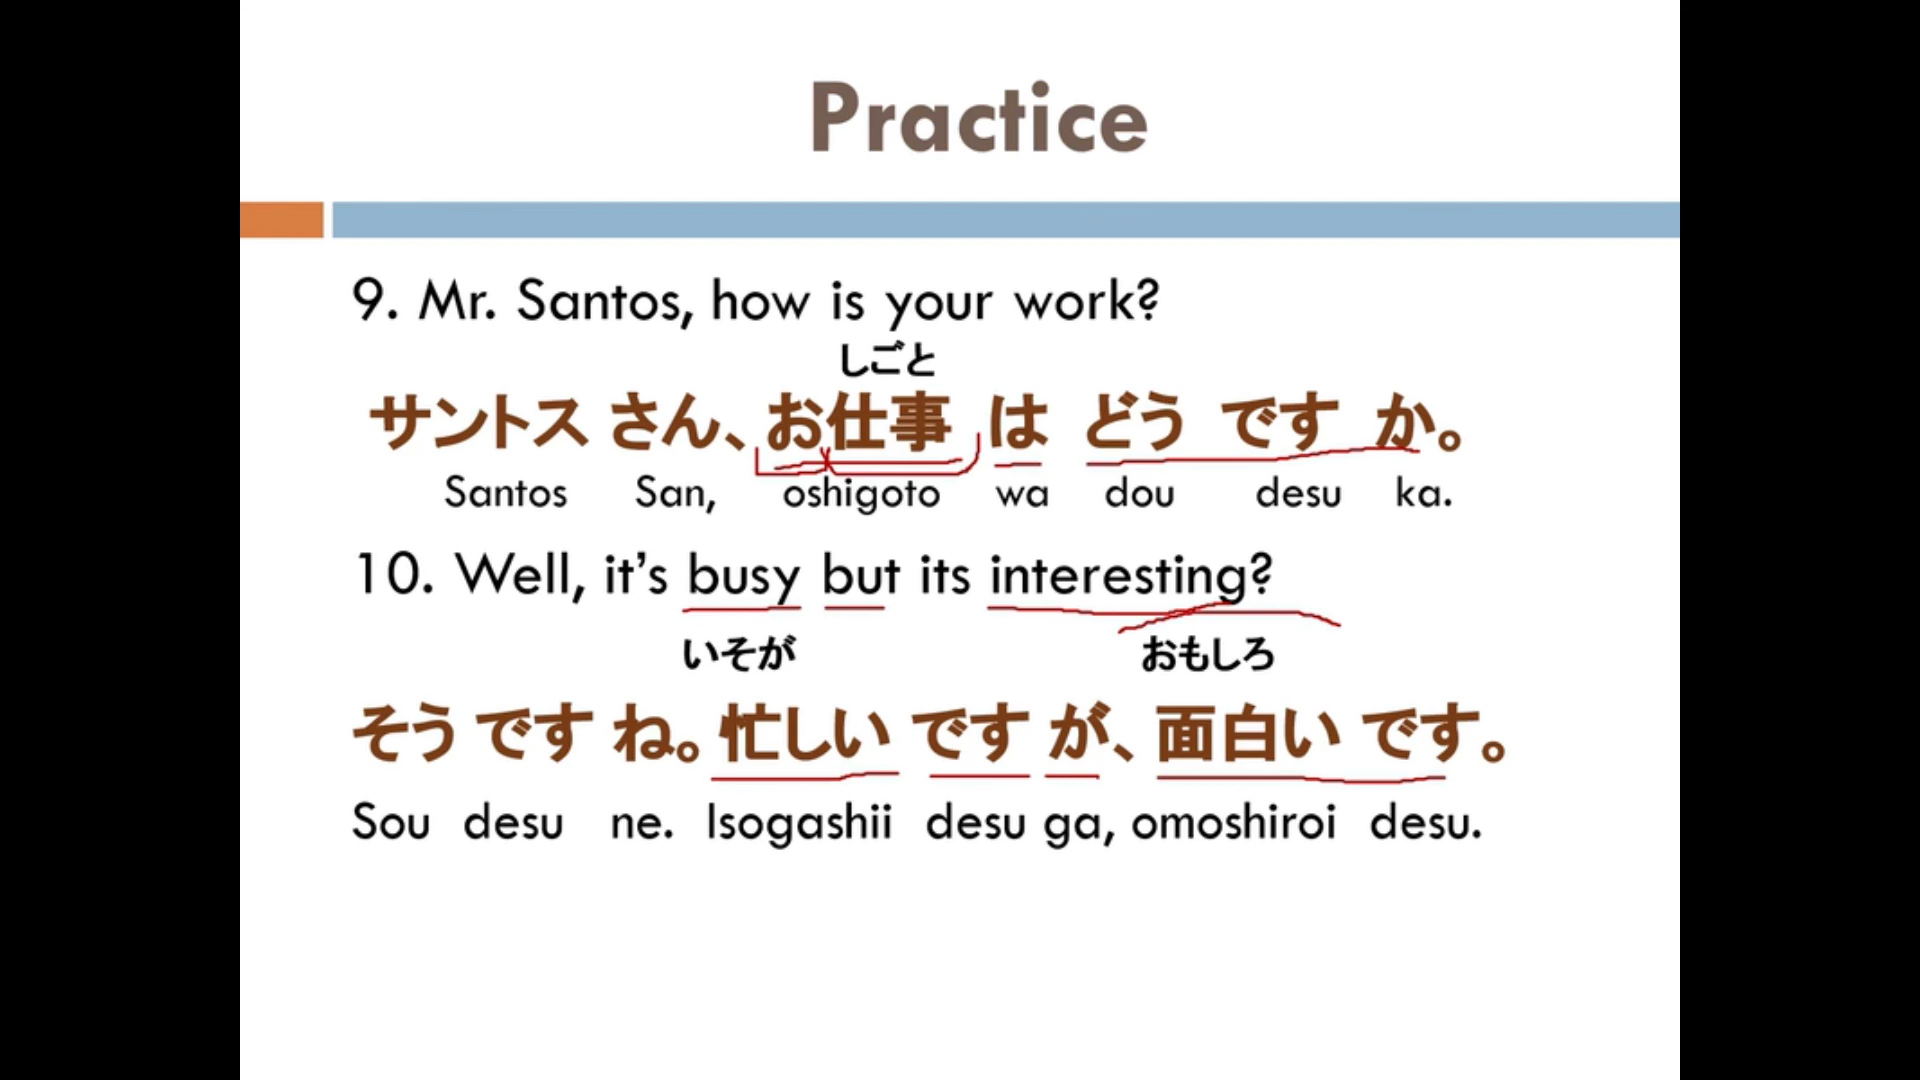 Practice
9. Mr. Santos, how is your work?
しごと
サントス さん、お仕事 は どう です か。
Santos San, oshigoto wa dou desu ka.
10. Well, it’s busy but its interesting?
いそが おもしろ
そう です ね。忙しい です が、面白い です。
Sou desu ne. Isogashii desu ga, omoshiroi desu.